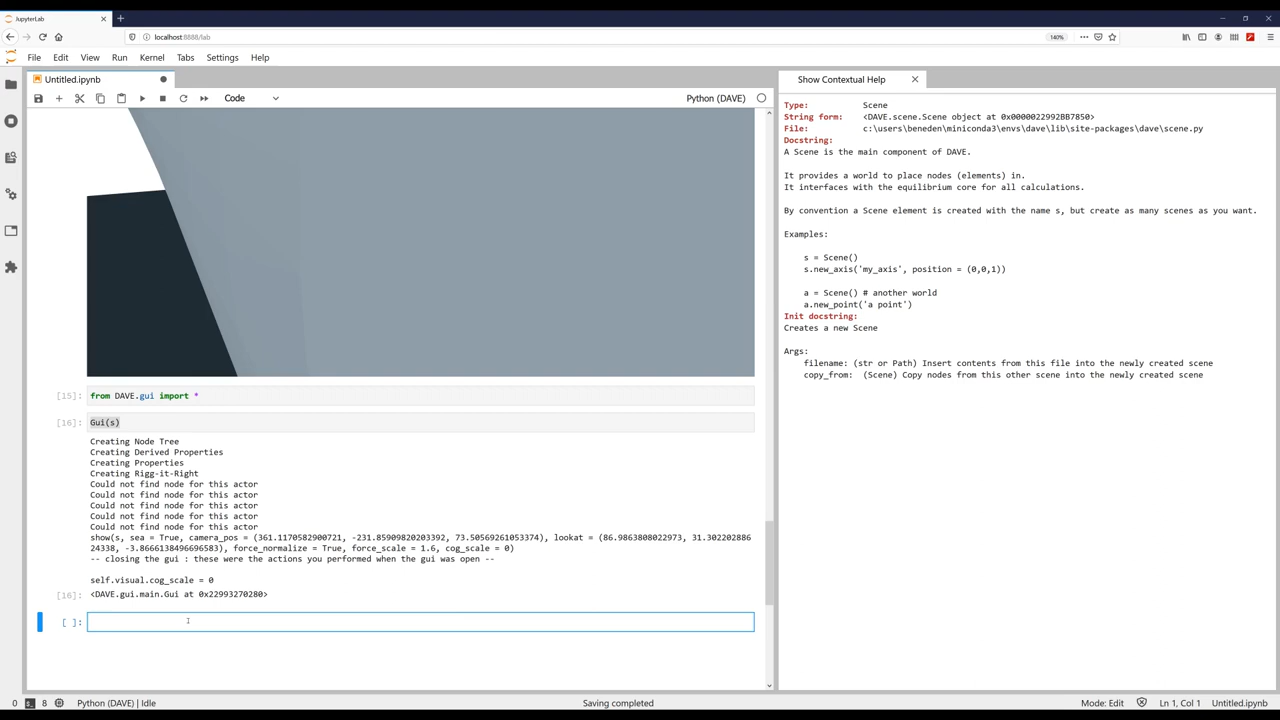 JupyterLab
localhost:8888/lab
140%
File Edit View Run Kernel Tabs Settings Help
Untitled.ipynb
Show Contextual Help
Code
Python (DAVE)
[15]: from DAVE.gui import *
[16]: Gui(s)
Creating Node Tree
Creating Derived Properties
Creating Properties
Creating Rigg-it-Right
Could not find node for this actor
Could not find node for this actor
Could not find node for this actor
Could not find node for this actor
Could not find node for this actor
show(s, sea = True, camera_pos = (361.1170582900721, -231.85909820203392, 73.50569261053374), lookat = (86.9863808022973, 31.302202886
24338, -3.8666138496696583), force_normalize = True, force_scale = 1.6, cog_scale = 0)
-- closing the gui : these were the actions you performed when the gui was open --
self.visual.cog_scale = 0
[16]: <DAVE.gui.main.Gui at 0x22993270280>
[ ]:
Type: Scene
String form: <DAVE.scene.Scene object at 0x0000022992BB7850>
File: c:\users\beneden\miniconda3\envs\dave\lib\site-packages\dave\scene.py
Docstring:
A Scene is the main component of DAVE.
It provides a world to place nodes (elements) in.
It interfaces with the equilibrium core for all calculations.
By convention a Scene element is created with the name s, but create as many scenes as you want.
Examples:
s = Scene()
s.new_axis('my_axis', position = (0,0,1))
a = Scene() # another world
a.new_point('a point')
Init docstring:
Creates a new Scene
Args:
filename: (str or Path) Insert contents from this file into the newly created scene
copy_from: (Scene) Copy nodes from this other scene into the newly created scene
0 8 Python (DAVE) | Idle
Saving completed
Mode: Edit Ln 1, Col 1 Untitled.ipynb